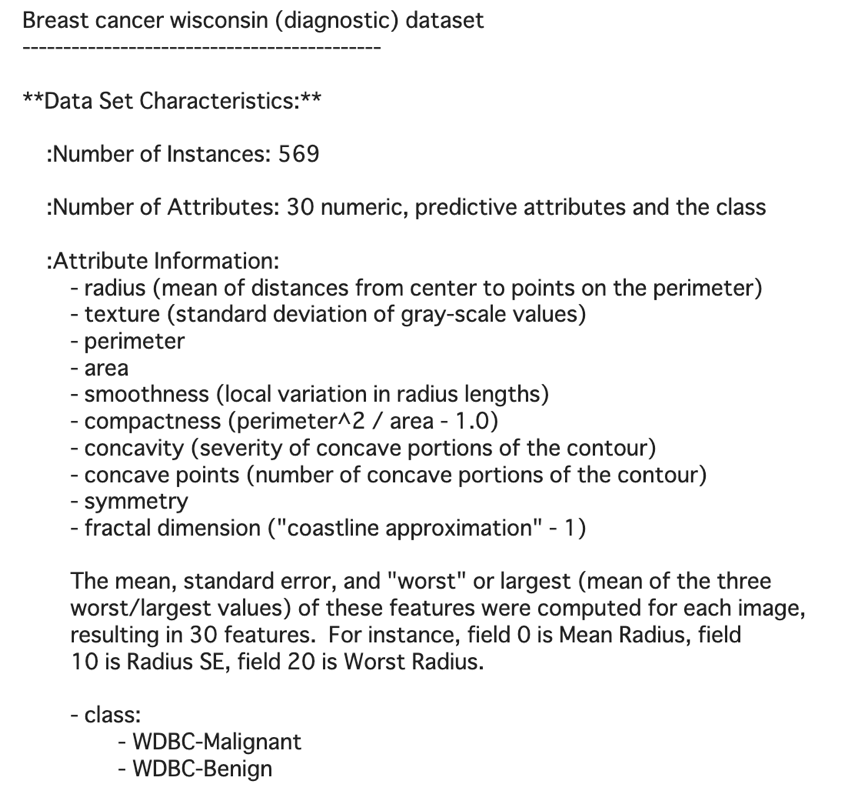 Breast cancer wisconsin (diagnostic) dataset
--------------------------------------------
**Data Set Characteristics:**
:Number of Instances: 569
:Number of Attributes: 30 numeric, predictive attributes and the class
:Attribute Information:
- radius (mean of distances from center to points on the perimeter)
- texture (standard deviation of gray-scale values)
- perimeter
- area
- smoothness (local variation in radius lengths)
- compactness (perimeter^2 / area - 1.0)
- concavity (severity of concave portions of the contour)
- concave points (number of concave portions of the contour)
- symmetry
- fractal dimension ("coastline approximation" - 1)
The mean, standard error, and "worst" or largest (mean of the three
worst/largest values) of these features were computed for each image,
resulting in 30 features.  For instance, field 0 is Mean Radius, field
10 is Radius SE, field 20 is Worst Radius.
- class:
- WDBC-Malignant
- WDBC-Benign